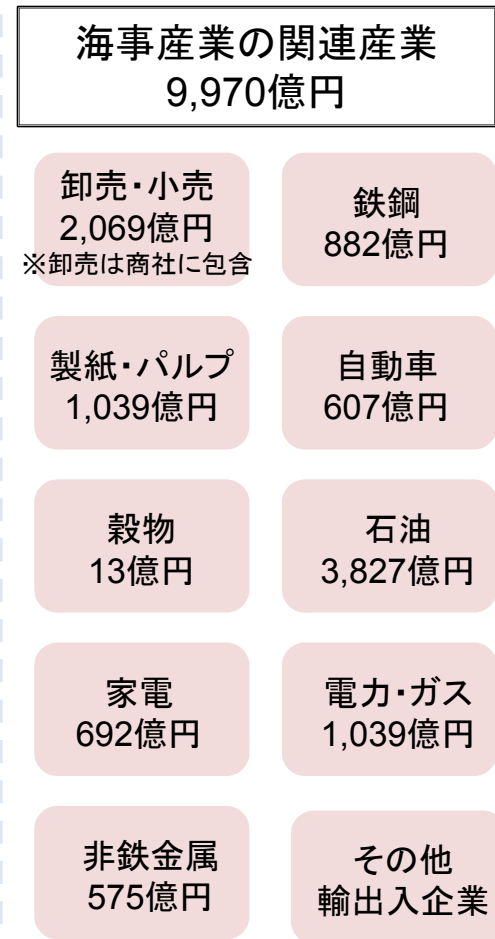 海事産業の関連産業
9,970億円
卸売・小売
2,069億円
※卸売は商社に包含
鉄鋼
882億円
製紙・パルプ
1,039億円
自動車
607億円
穀物
13億円
石油
3,827億円
家電
692億円
電力・ガス
1,039億円
非鉄金属
575億円
その他
輸出入企業